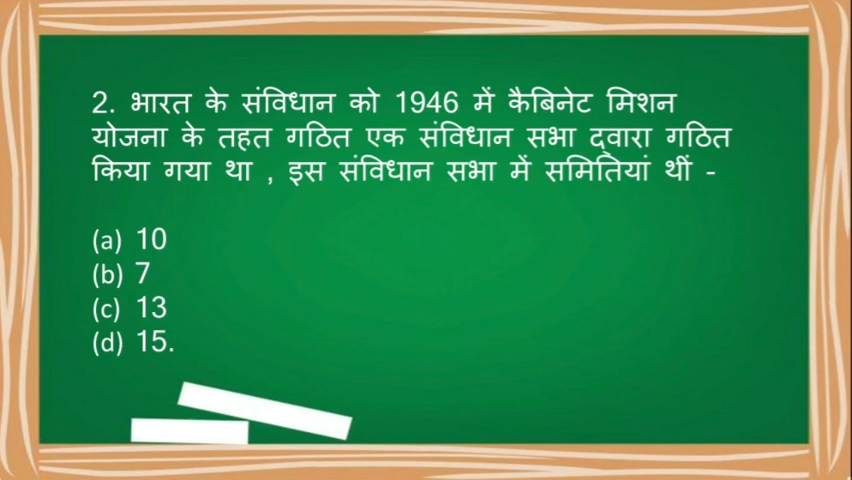 2. भारत के संविधान को 1946 में कैबिनेट मिशन
योजना के तहत गठित एक संविधान सभा द्वारा गठित
किया गया था , इस संविधान सभा में समितियां थीं -
(a) 10
(b) 7
(c) 13
(d) 15.